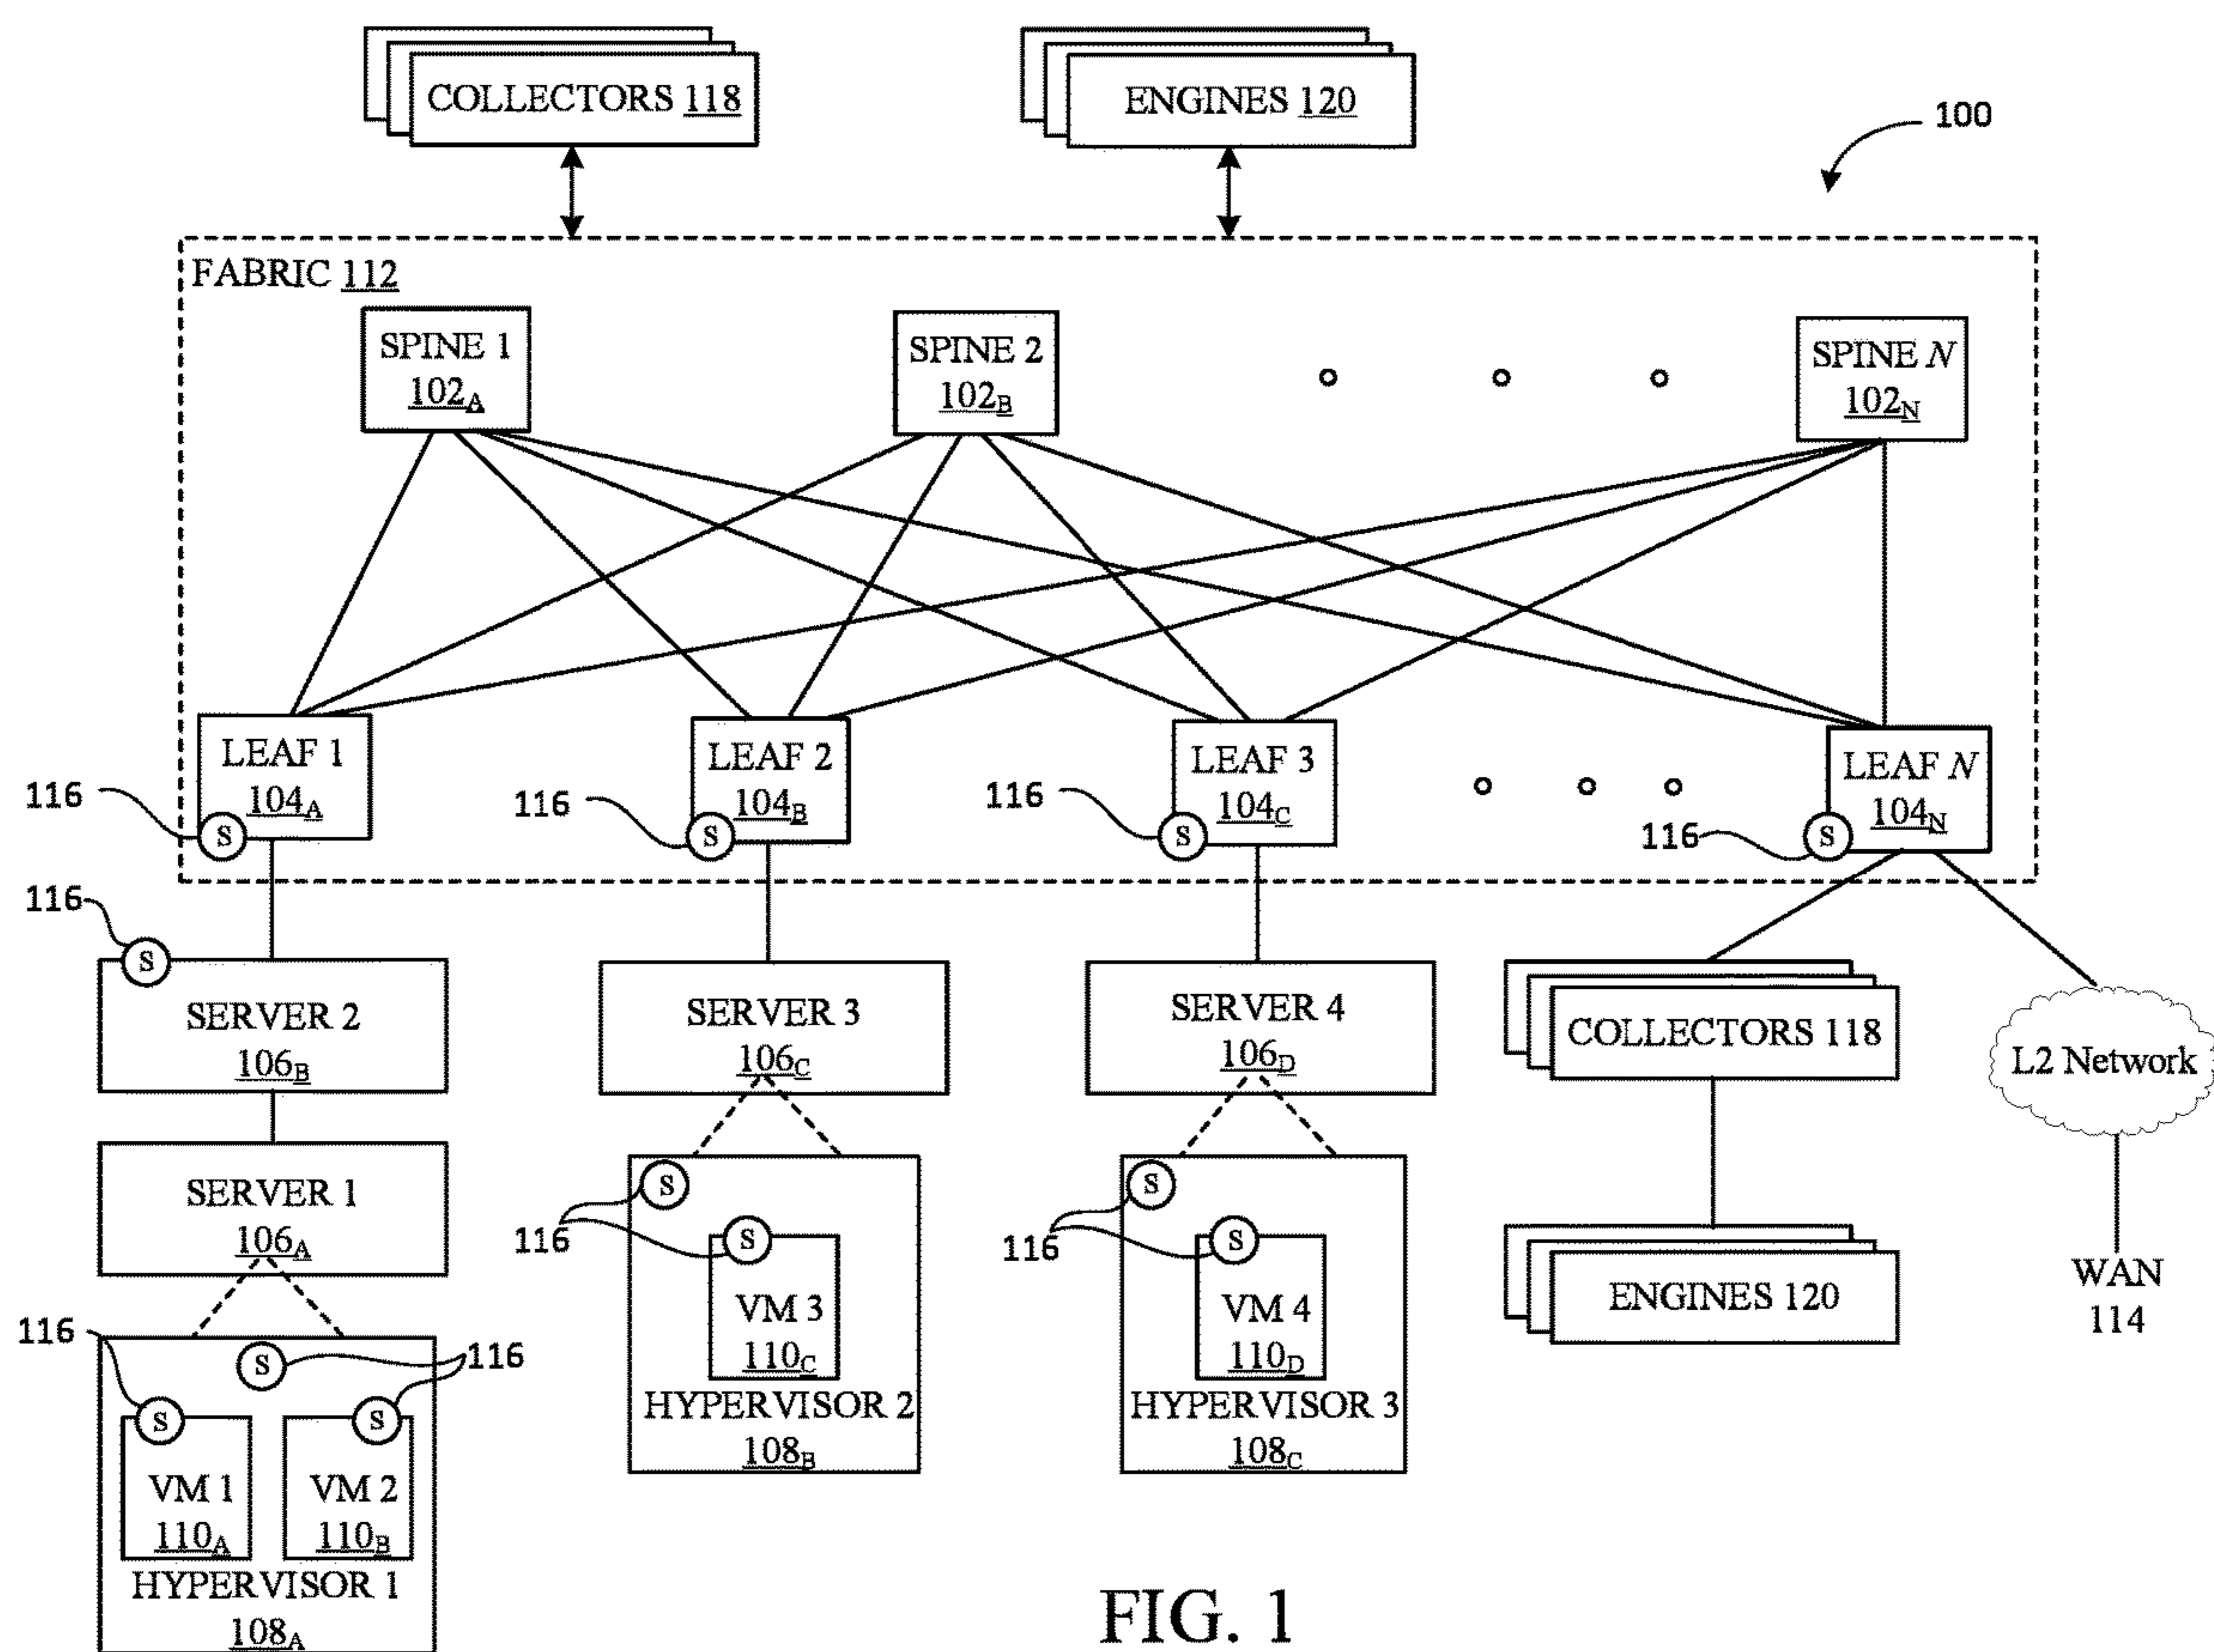 COLLECTORS 118
ENGINES 120
100
FABRIC 112
SPINE 1
102A
SPINE 2
102B
SPINE N
102N
LEAF 1
104A
LEAF 2
104B
LEAF 3
104C
LEAF N
104N
116
S
116
S
116
S
116
S
116
S
SERVER 2
106B
SERVER 3
106C
SERVER 4
106D
COLLECTORS 118
L2 Network
SERVER 1
106A
S
S
116
VM 3
110C
HYPERVISOR 2
108B
S
S
116
VM 4
110D
HYPERVISOR 3
108C
ENGINES 120
WAN
114
116
S
116
S
S
VM 1
110A
VM 2
110B
HYPERVISOR 1
108A
FIG. 1